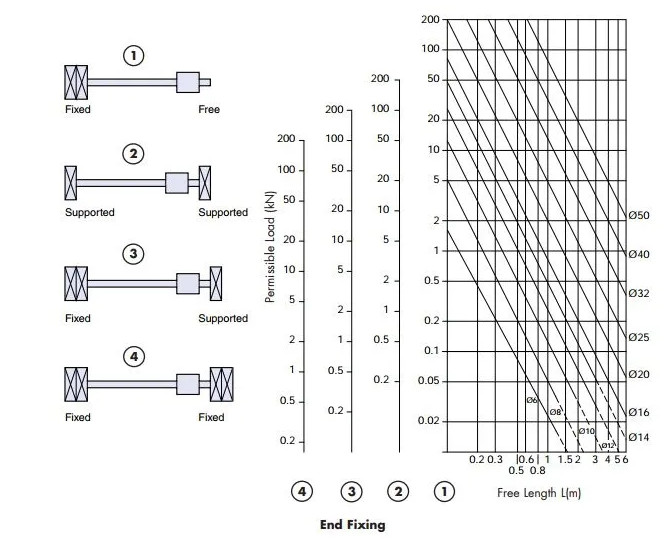 1
Fixed Free
2
Supported Supported
3
Fixed Supported
4
Fixed Fixed
Permissible Load (kN)
200
100
50
20
10
5
2
1
0.5
0.2
200
100
50
20
10
5
2
1
0.5
0.2
200
100
50
20
10
5
2
1
0.5
0.2
200
100
50
20
10
5
2
1
0.5
0.2
0.1
0.05
0.02
Ø50
Ø40
Ø32
Ø25
Ø20
Ø16
Ø14
Ø6
Ø8
Ø10
Ø12
0.2 0.3 0.6 1 1.5 2 3 4 5 6
0.5 0.8
4 3 2 1
Free Length L(m)
End Fixing